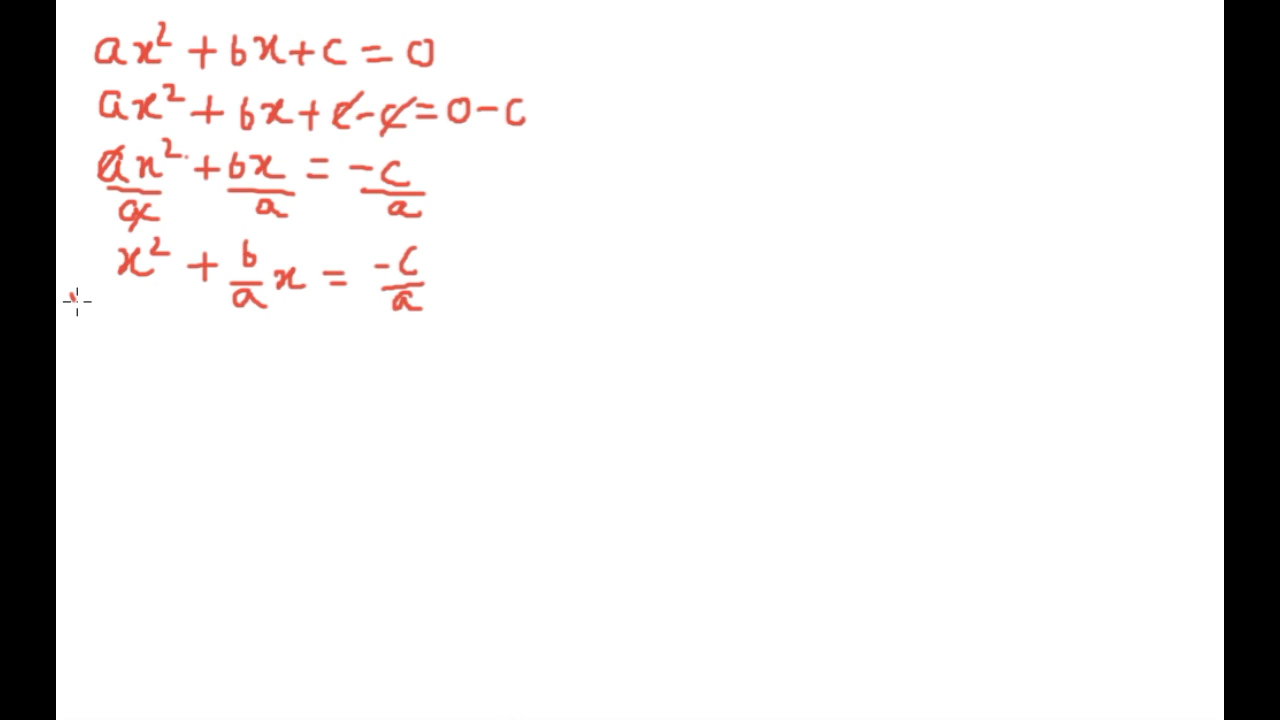 ax² + bx + c = 0
ax² + bx + c - c = 0 - c
ax²/a + bx/a = -c/a
x² + b/a x = -c/a